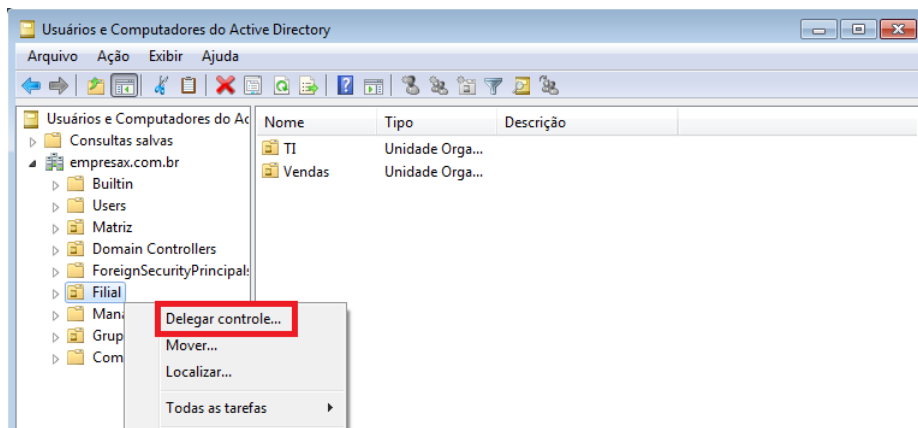 Usuários e Computadores do Active Directory
Arquivo Ação Exibir Ajuda
Usuários e Computadores do Ac
Consultas salvas
empresax.com.br
Builtin
Users
Matriz
Domain Controllers
ForeignSecurityPrincipals
Filial
Mana
Grup
Com
Nome Tipo Descrição
TI Unidade Orga...
Vendas Unidade Orga...
Delegar controle...
Mover...
Localizar...
Todas as tarefas